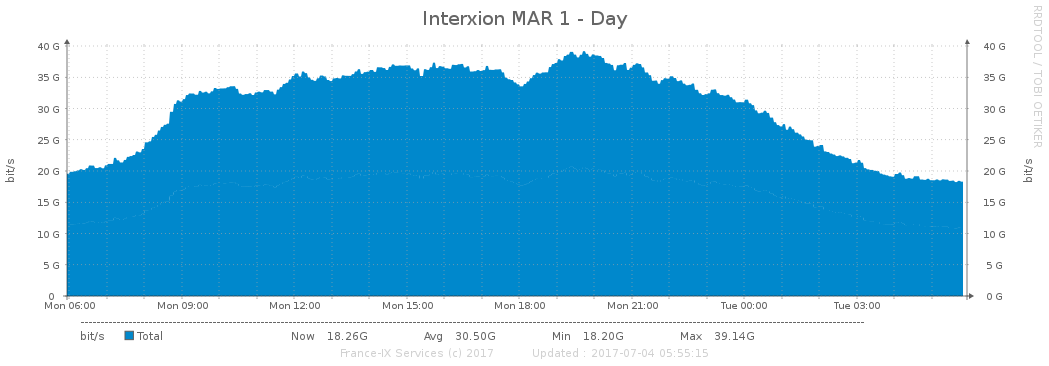 Interxion MAR 1 - Day
RRDTOOL / TOBI OETIKER
40 G 40 G
35 G 35 G
30 G 30 G
25 G 25 G
20 G 20 G
15 G 15 G
10 G 10 G
5 G 5 G
0 0 G
bit/s bit/s
Mon 06:00 Mon 09:00 Mon 12:00 Mon 15:00 Mon 18:00 Mon 21:00 Tue 00:00 Tue 03:00
bit/s Total Now 18.26G Avg 30.50G Min 18.20G Max 39.14G
France-IX Services (c) 2017 Updated : 2017-07-04 05:55:15